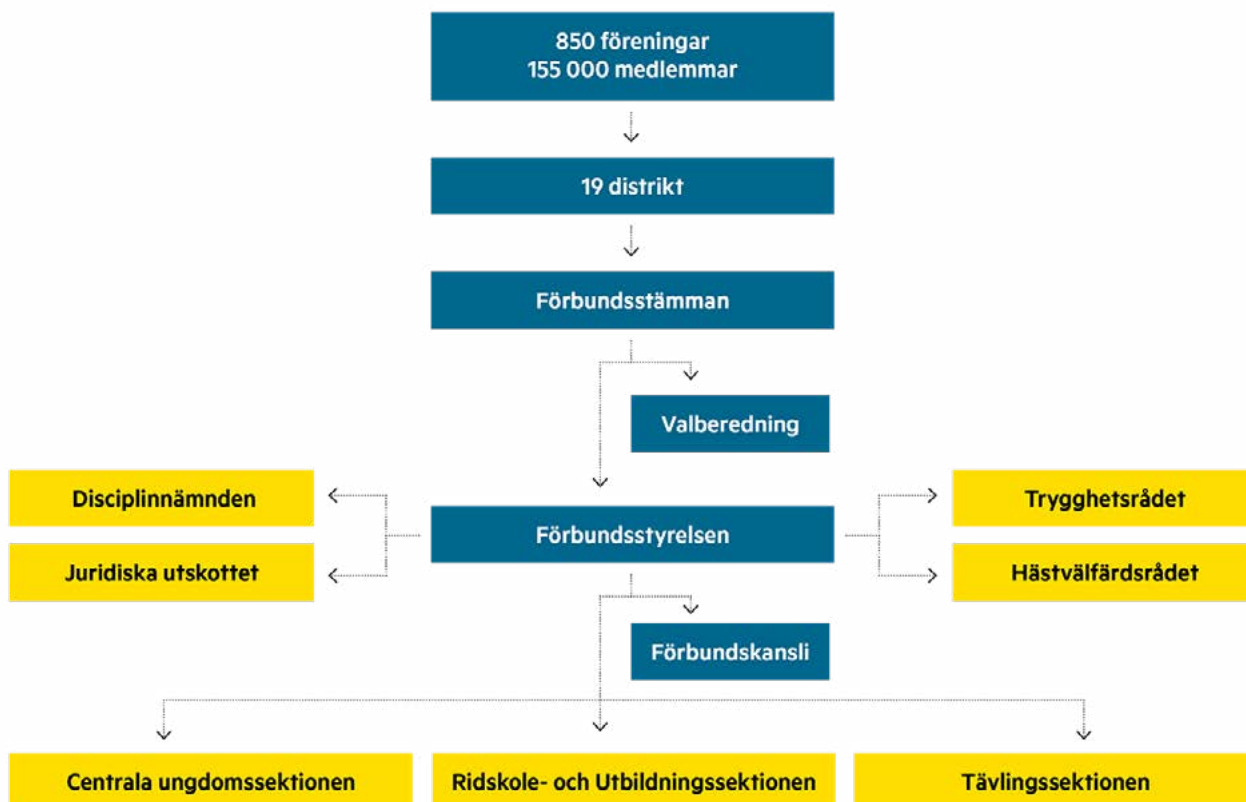 850 föreningar
155 000 medlemmar
19 distrikt
Förbundsstämman
Valberedning
Disciplinnämnden
Trygghetsrådet
Förbundsstyrelsen
Juridiska utskottet
Hästvälfärdsrådet
Förbundskansli
Centrala ungdomssektionen
Ridskole- och Utbildningssektionen
Tävlingssektionen